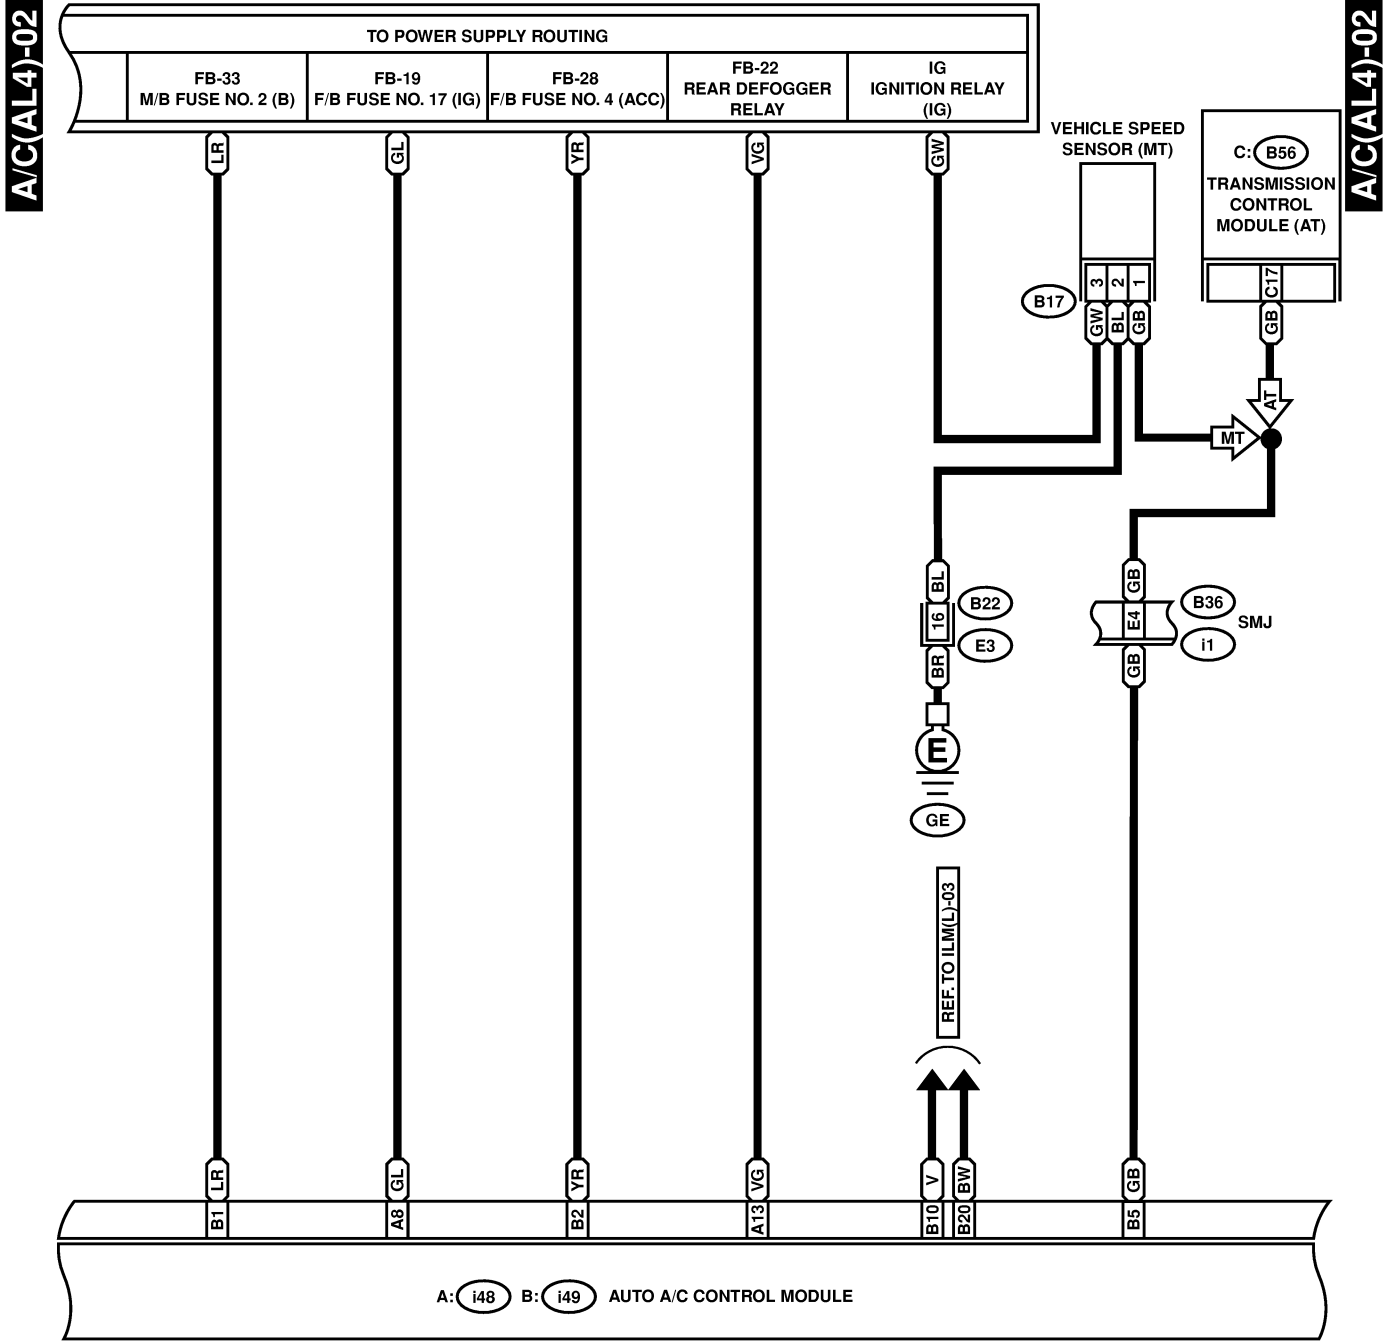 A/C(AL4)-02
A/C(AL4)-02
TO POWER SUPPLY ROUTING
FB-33
M/B FUSE NO. 2 (B)
FB-19
F/B FUSE NO. 17 (IG)
FB-28
F/B FUSE NO. 4 (ACC)
FB-22
REAR DEFOGGER
RELAY
IG
IGNITION RELAY
(IG)
LR
GL
YR
VG
GW
VEHICLE SPEED
SENSOR (MT)
C: B56
TRANSMISSION
CONTROL
MODULE (AT)
B17
3
2
1
C17
GW
BL
GB
GB
AT
MT
BL
16
BR
B22
E3
E
GE
GB
E4
GB
B36
i1
SMJ
REF. TO ILM(L)-03
LR
GL
YR
VG
V
BW
GB
B1
A8
B2
A13
B10
B20
B5
A: i48 B: i49 AUTO A/C CONTROL MODULE